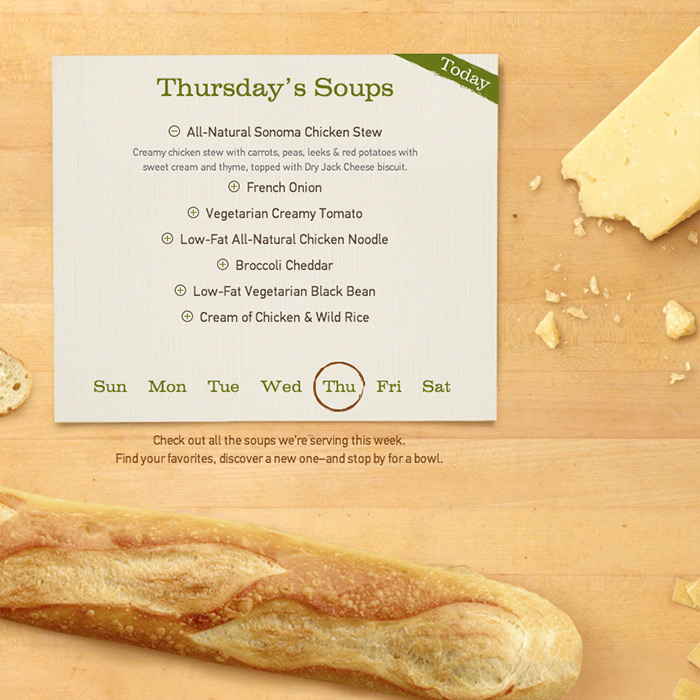 Today
Thursday's Soups
All-Natural Sonoma Chicken Stew
Creamy chicken stew with carrots, peas, leeks & red potatoes with
sweet cream and thyme, topped with Dry Jack Cheese biscuit.
French Onion
Vegetarian Creamy Tomato
Low-Fat All-Natural Chicken Noodle
Broccoli Cheddar
Low-Fat Vegetarian Black Bean
Cream of Chicken & Wild Rice
Sun Mon Tue Wed Thu Fri Sat
Check out all the soups we're serving this week.
Find your favorites, discover a new one–and stop by for a bowl.